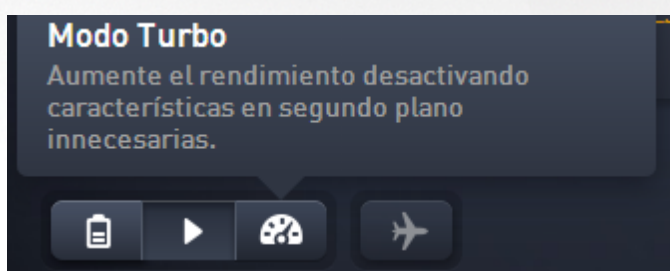 Modo Turbo
Aumente el rendimiento desactivando
características en segundo plano
innecesarias.